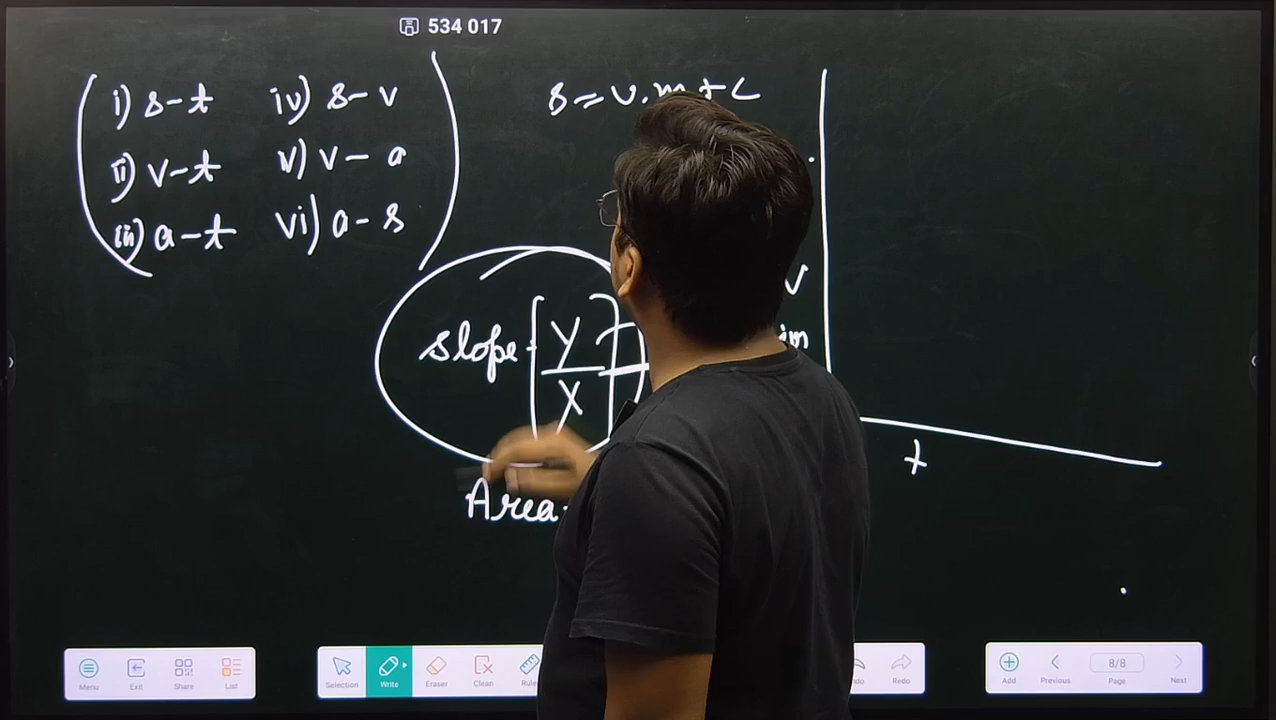 534 017
i) s-t iv) s-v
ii) v-t v) v-a
iii) a-t vi) a-s
s = v.m + c
v
slope - [Y/X]
t
Area
Menu Exit Share List Selection Write Eraser Clean Redo Add Previous 8/8 Page Next